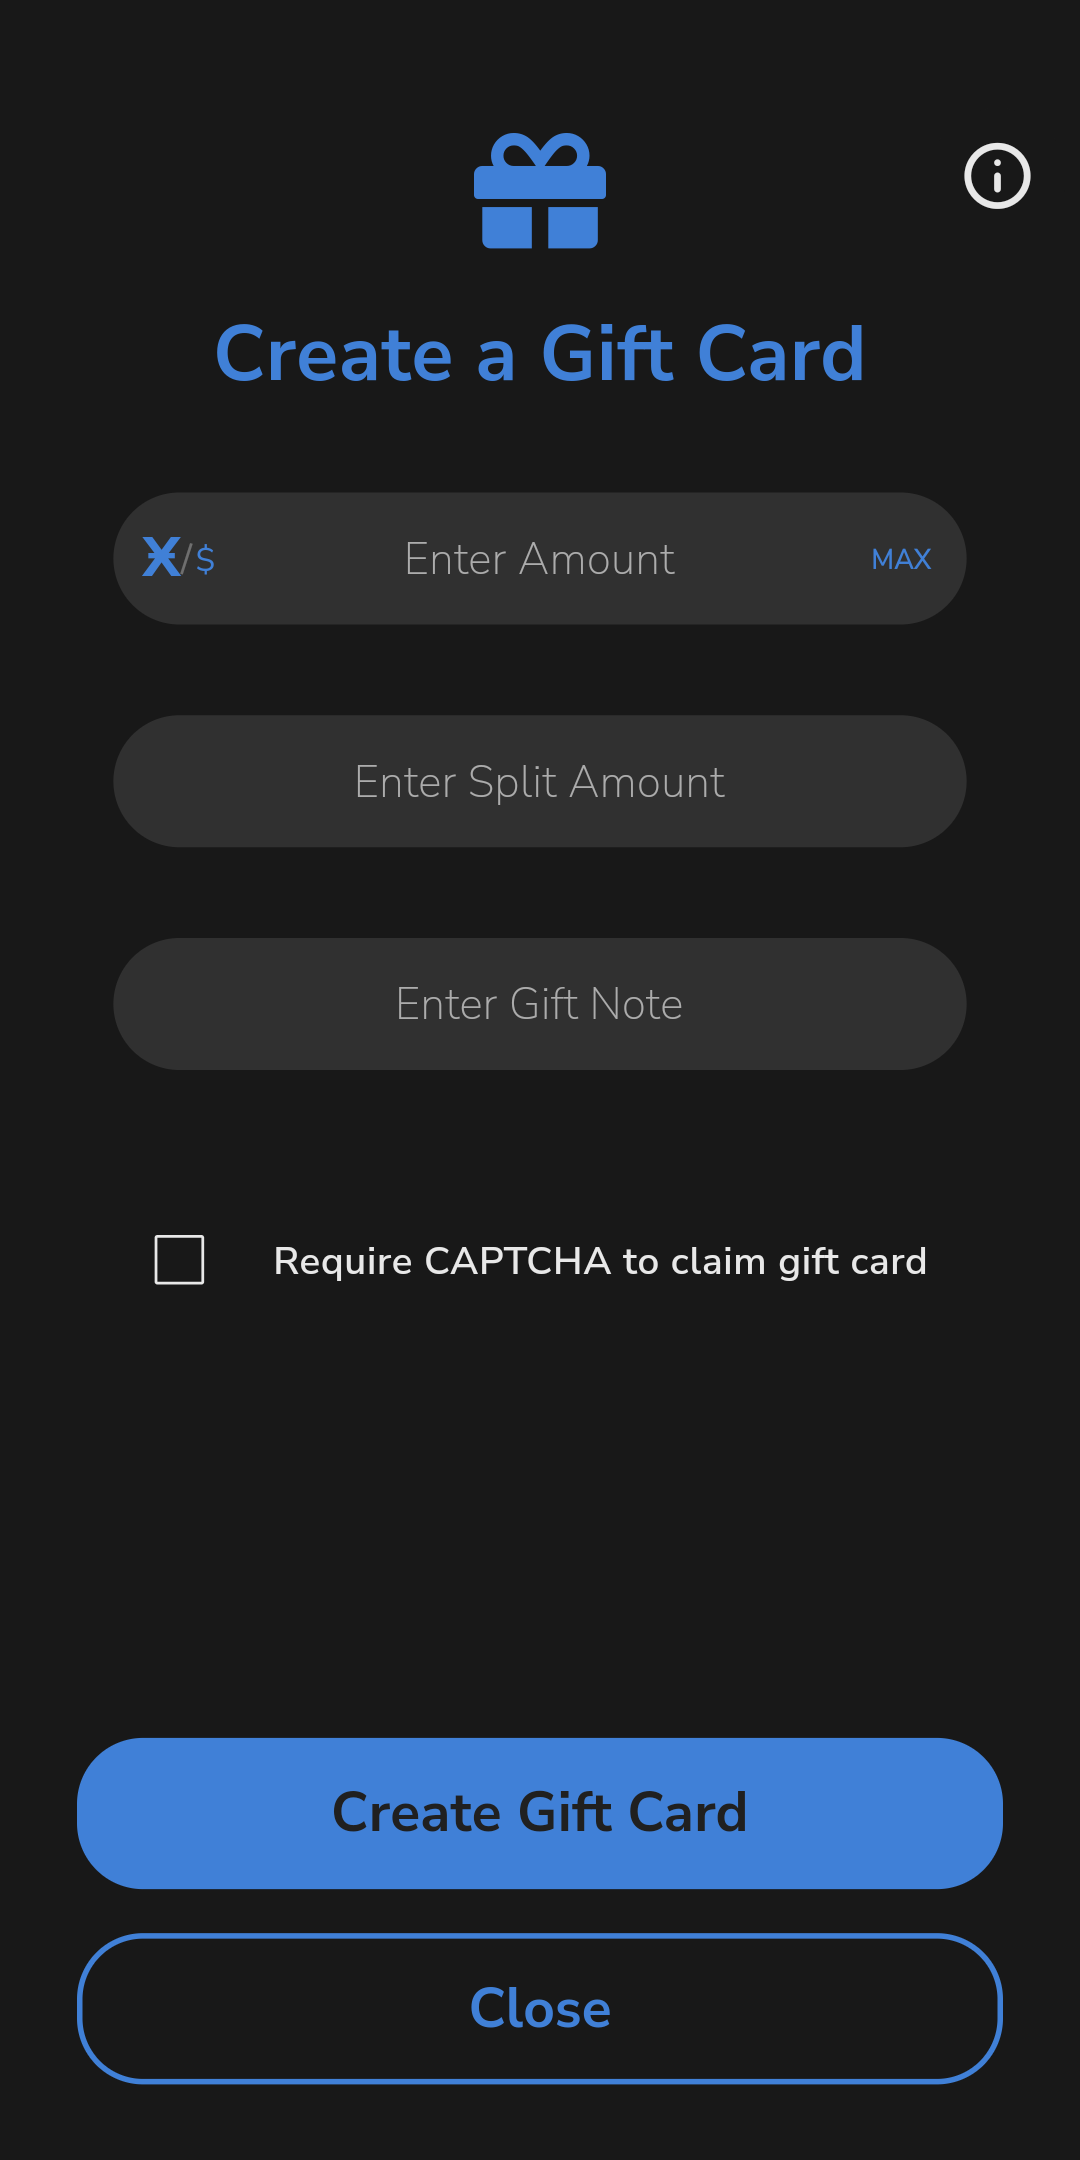 Create a Gift Card
Ӿ/$ Enter Amount MAX
Enter Split Amount
Enter Gift Note
Require CAPTCHA to claim gift card
Create Gift Card
Close